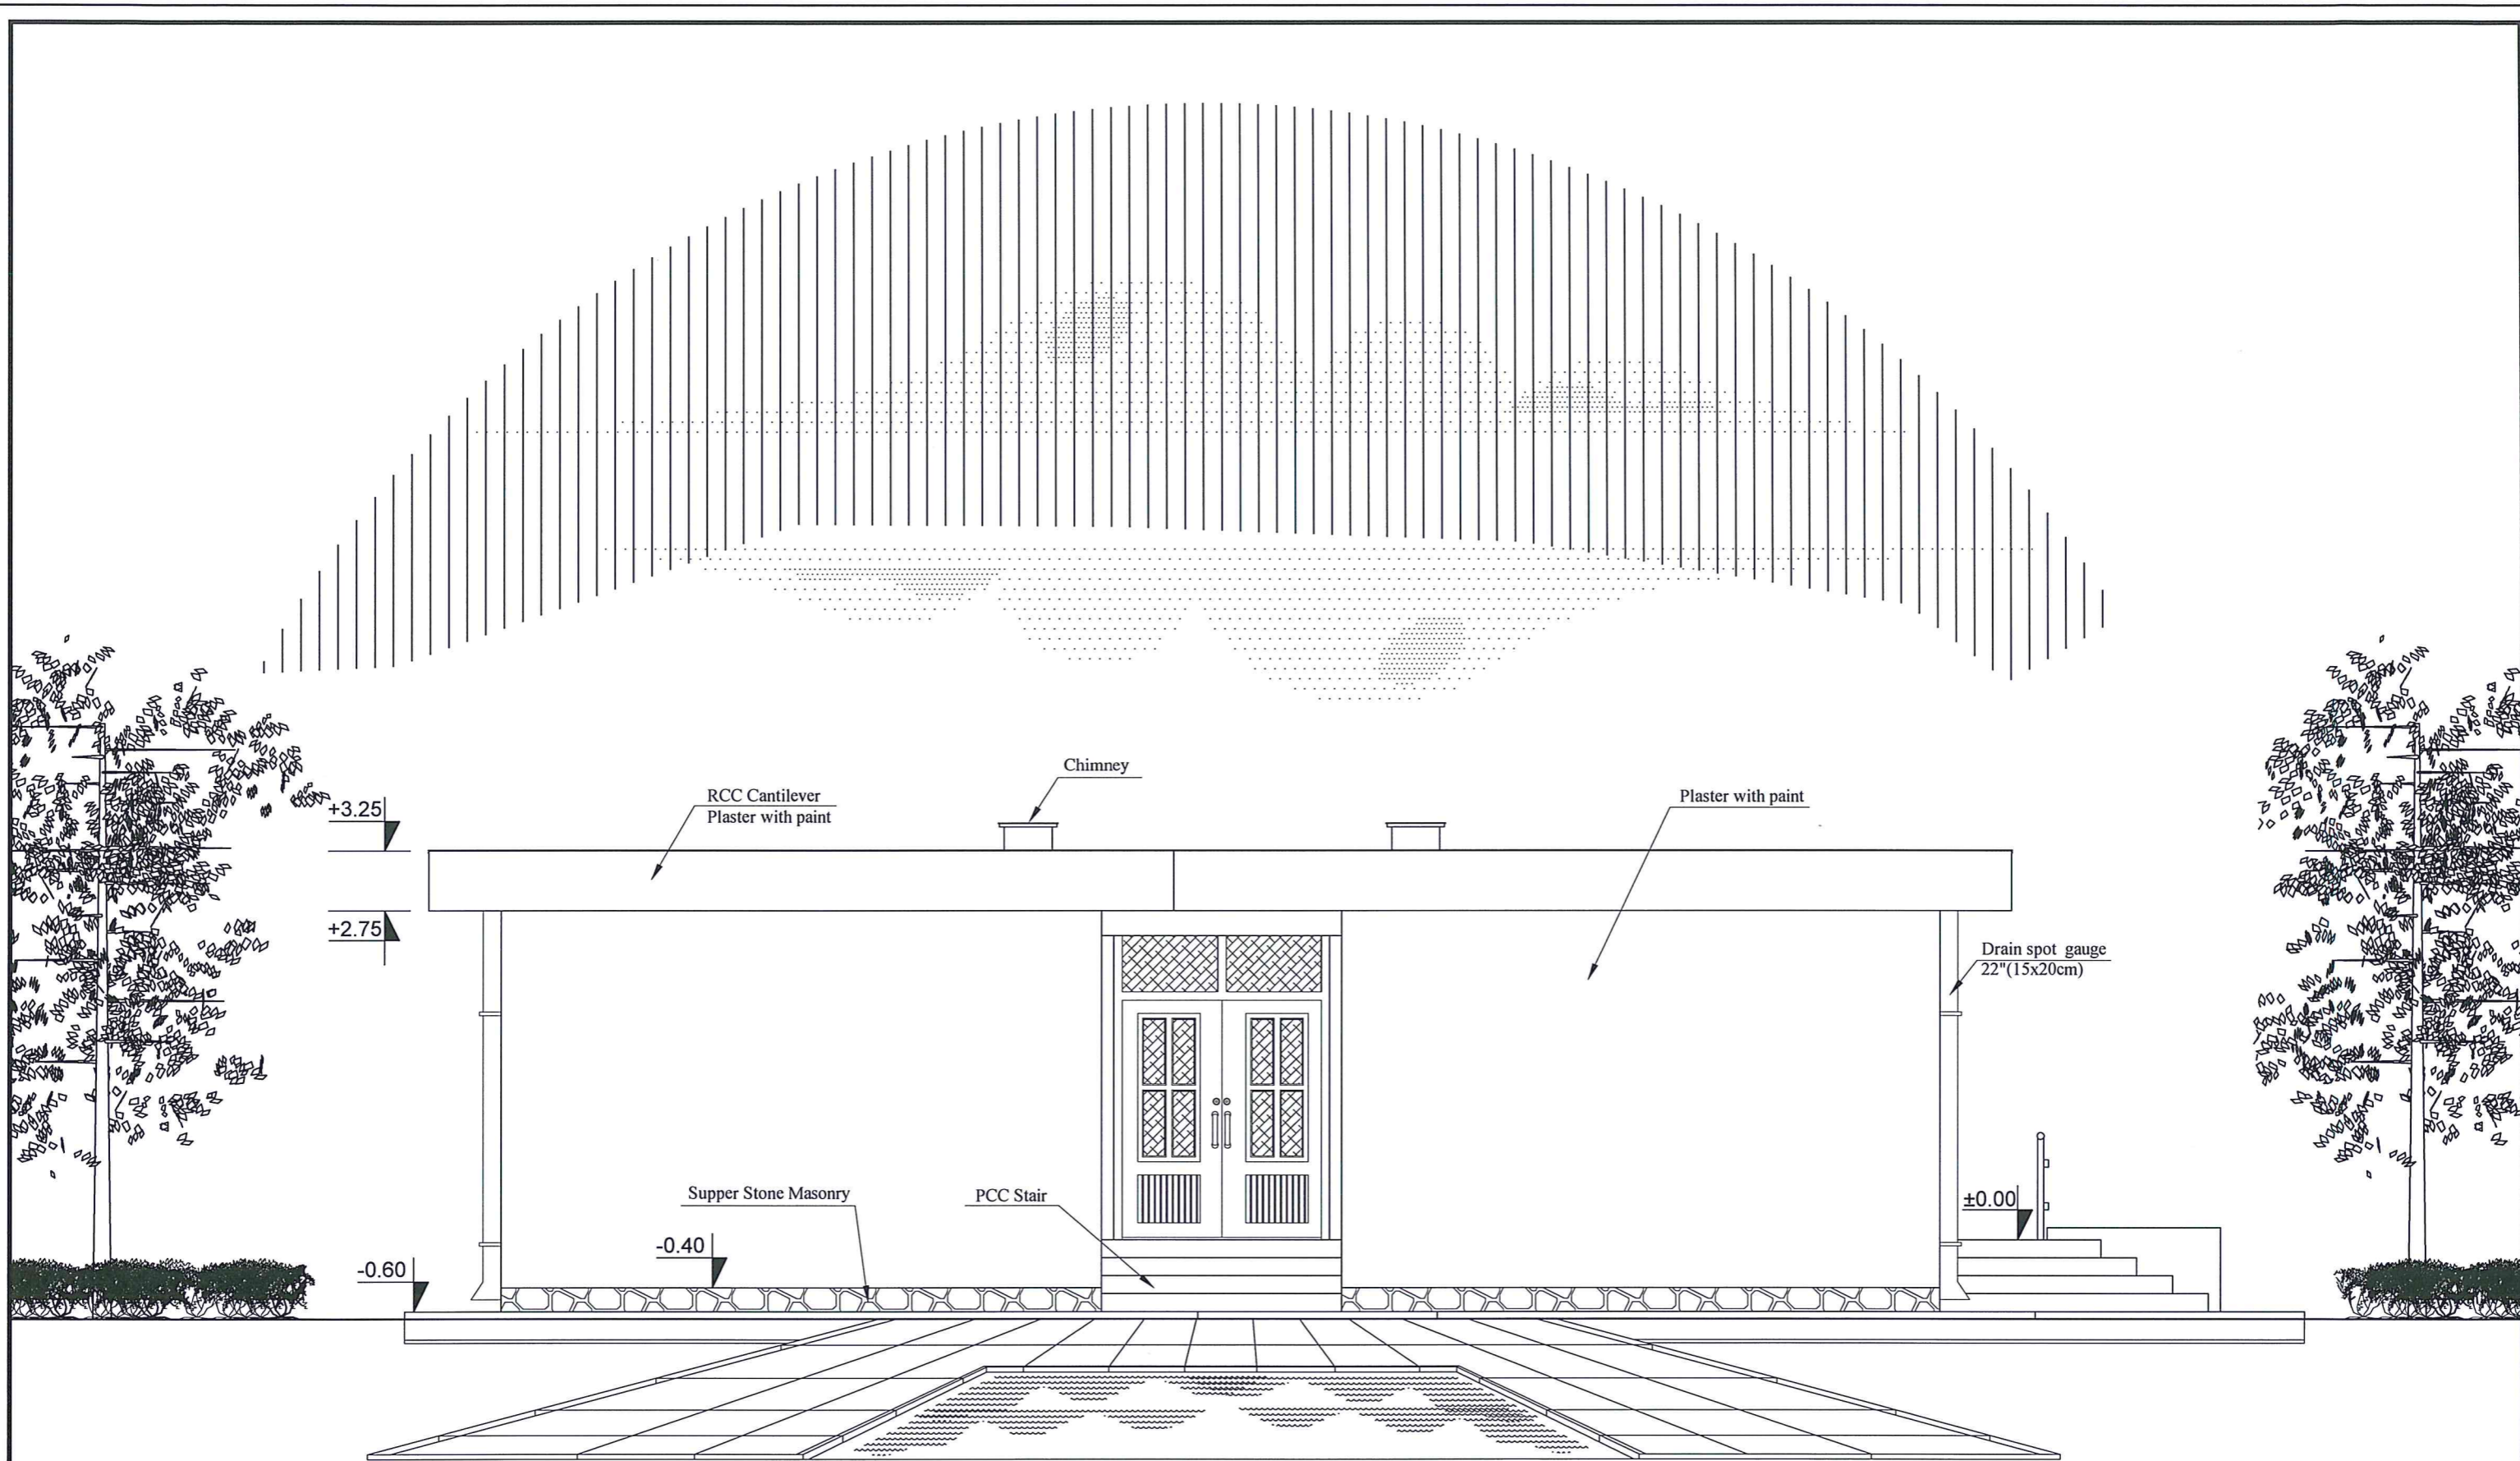 Chimney
RCC Cantilever
Plaster with paint
Plaster with paint
+3.25
+2.75
Drain spot gauge
22"(15x20cm)
Supper Stone Masonry
PCC Stair
±0.00
-0.40
-0.60